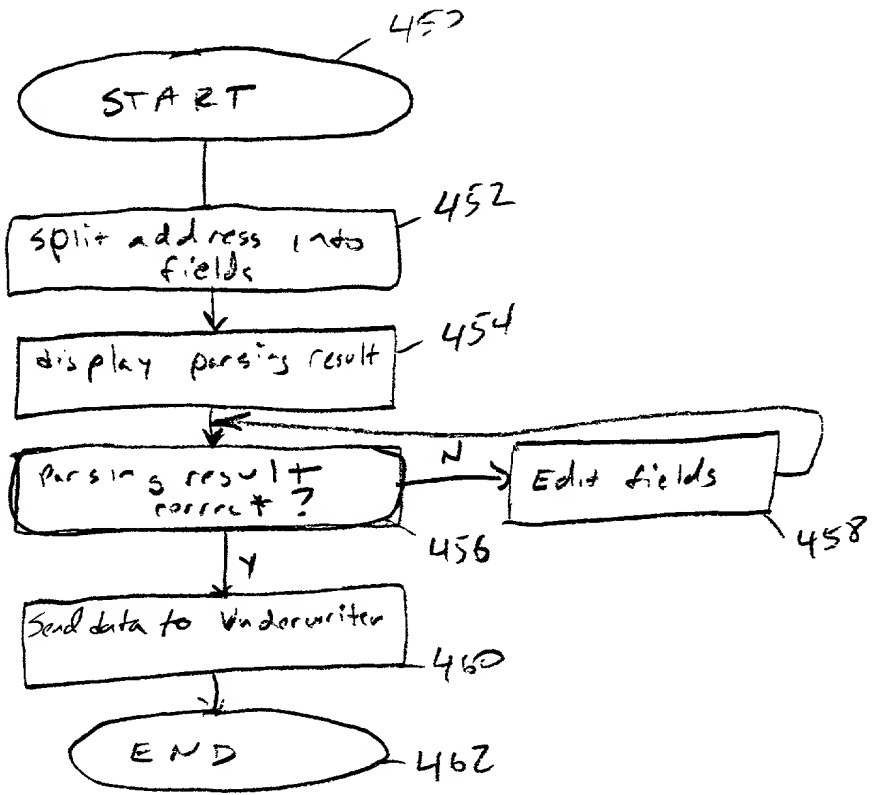 450
START
452
split address into
fields
454
display parsing result
parsing result
correct?
N
Edit fields
456
458
Y
Send data to Underwriter
460
END
462